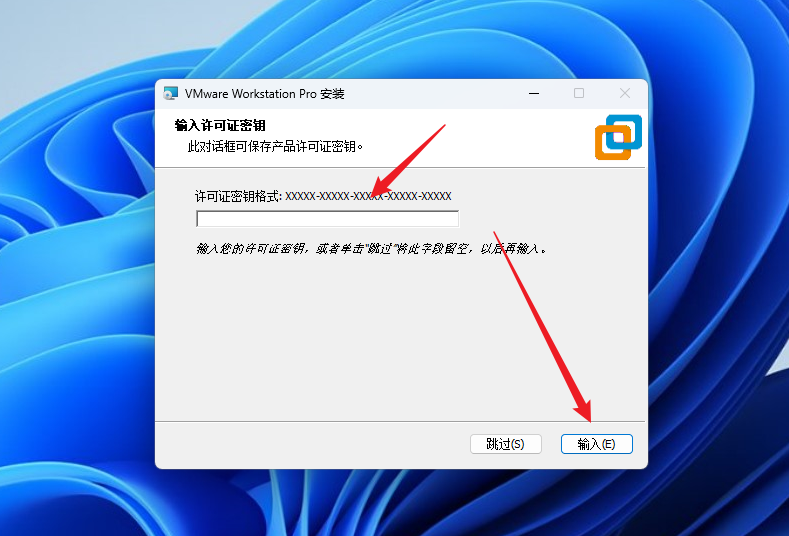 VMware Workstation Pro 安装
输入许可证密钥
此对话框可保存产品许可证密钥。
许可证密钥格式: XXXXX-XXXXX-XXXXX-XXXXX-XXXXX
输入您的许可证密钥，或者单击“跳过”将此字段留空，以后再输入。
跳过(S)
输入(E)